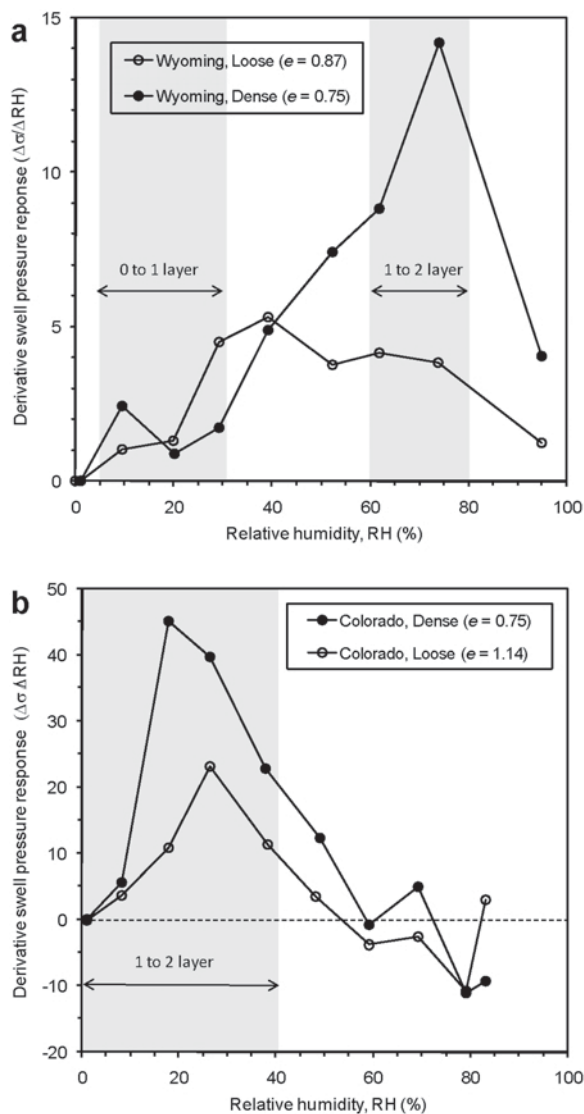 a
15
10
5
0
Derivative swell pressure reponse (Δσ/ΔRH)
Wyoming, Loose (e = 0.87)
Wyoming, Dense (e = 0.75)
0 to 1 layer
1 to 2 layer
0 20 40 60 80 100
Relative humidity, RH (%)
b
50
40
30
20
10
0
-10
-20
Derivative swell pressure response (Δσ ΔRH)
Colorado, Dense (e = 0.75)
Colorado, Loose (e = 1.14)
1 to 2 layer
0 20 40 60 80 100
Relative humidity, RH (%)